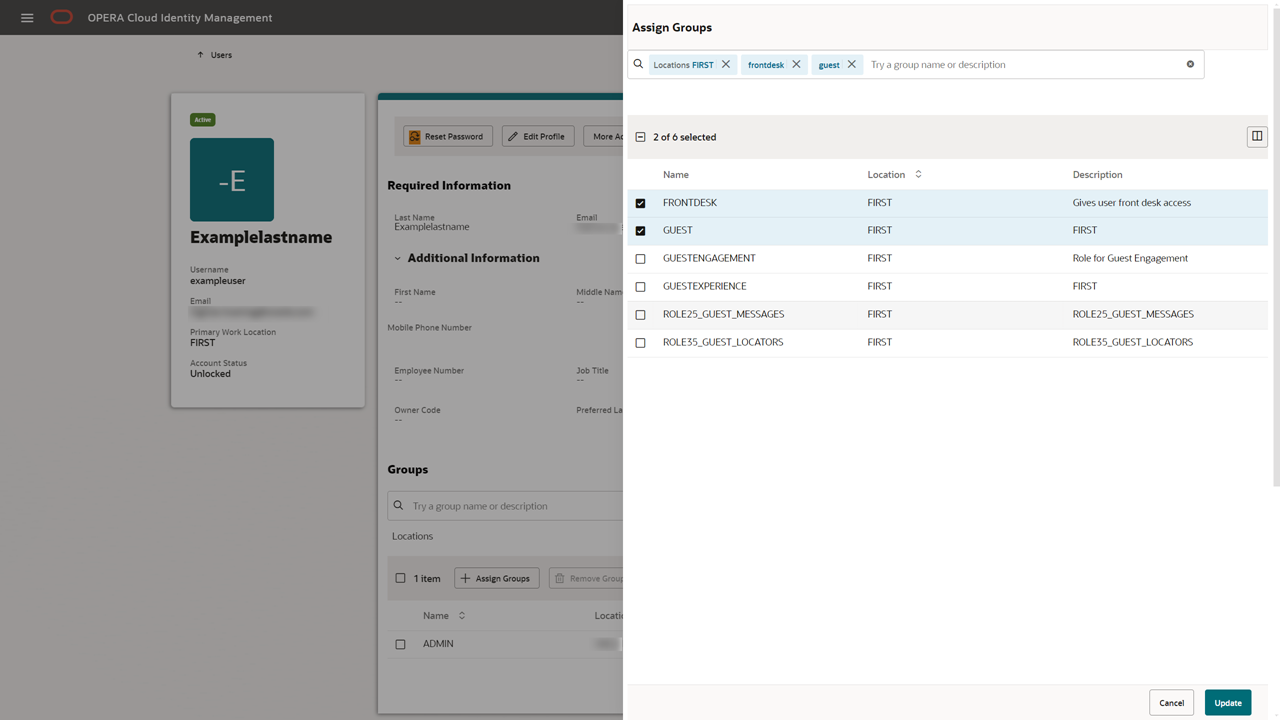 OPERA Cloud Identity Management
Users
Active
-E
Examplelastname
Username
exampleuser
Email
Primary Work Location
FIRST
Account Status
Unlocked
Reset Password
Edit Profile
More Ac
Required Information
Last Name
Examplelastname
Email
Additional Information
First Name
--
Middle Nam
--
Mobile Phone Number
Employee Number
--
Job Title
--
Owner Code
--
Preferred La
Groups
Try a group name or description
Locations
1 item
Assign Groups
Remove Group
Name
Locatio
ADMIN
Assign Groups
Locations FIRST
frontdesk
guest
Try a group name or description
2 of 6 selected
Name Location Description
FRONTDESK FIRST Gives user front desk access
GUEST FIRST FIRST
GUESTENGAGEMENT FIRST Role for Guest Engagement
GUESTEXPERIENCE FIRST FIRST
ROLE25_GUEST_MESSAGES FIRST ROLE25_GUEST_MESSAGES
ROLE35_GUEST_LOCATORS FIRST ROLE35_GUEST_LOCATORS
Cancel
Update